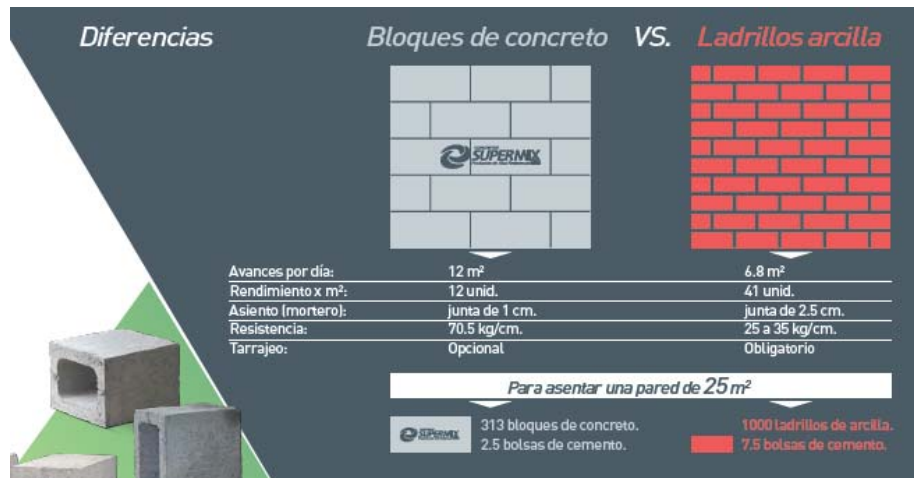 Diferencias
Bloques de concreto VS. Ladrillos arcilla
SUPERMIX
Avances por día: 12 m² 6.8 m²
Rendimiento x m²: 12 unid. 41 unid.
Asiento (mortero): junta de 1 cm. junta de 2.5 cm.
Resistencia: 70.5 kg/cm. 25 a 35 kg/cm.
Tarrajeo: Opcional Obligatorio
Para asentar una pared de 25 m²
SUPERMIX
313 bloques de concreto.
2.5 bolsas de cemento.
1000 ladrillos de arcilla.
7.5 bolsas de cemento.